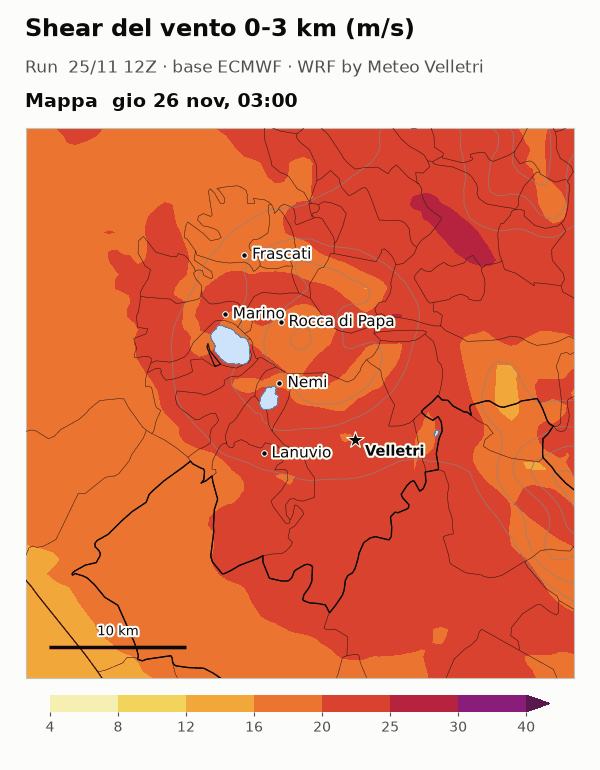 Shear del vento 0-3 km (m/s)
Run  25/11 12Z · base ECMWF · WRF by Meteo Velletri
Mappa  gio 26 nov, 03:00
Frascati
Marino
Rocca di Papa
Nemi
Velletri
Lanuvio
10 km
4 8 12 16 20 25 30 40